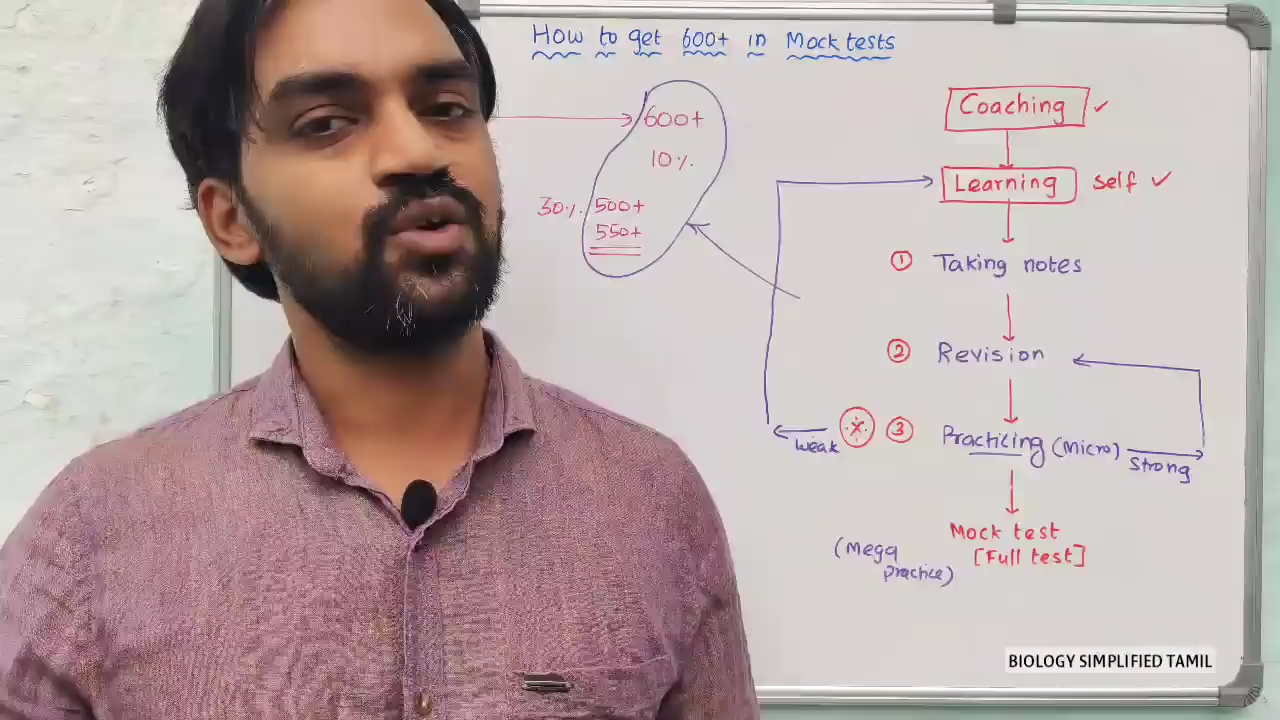 How to get 600+ in Mock tests
600+
10%
30% 500+
550+
Coaching ✓
Learning self ✓
① Taking notes
② Revision
weak ③ Practicing (Micro) strong
Mock test
[Full test]
(Mega
practice)
BIOLOGY SIMPLIFIED TAMIL